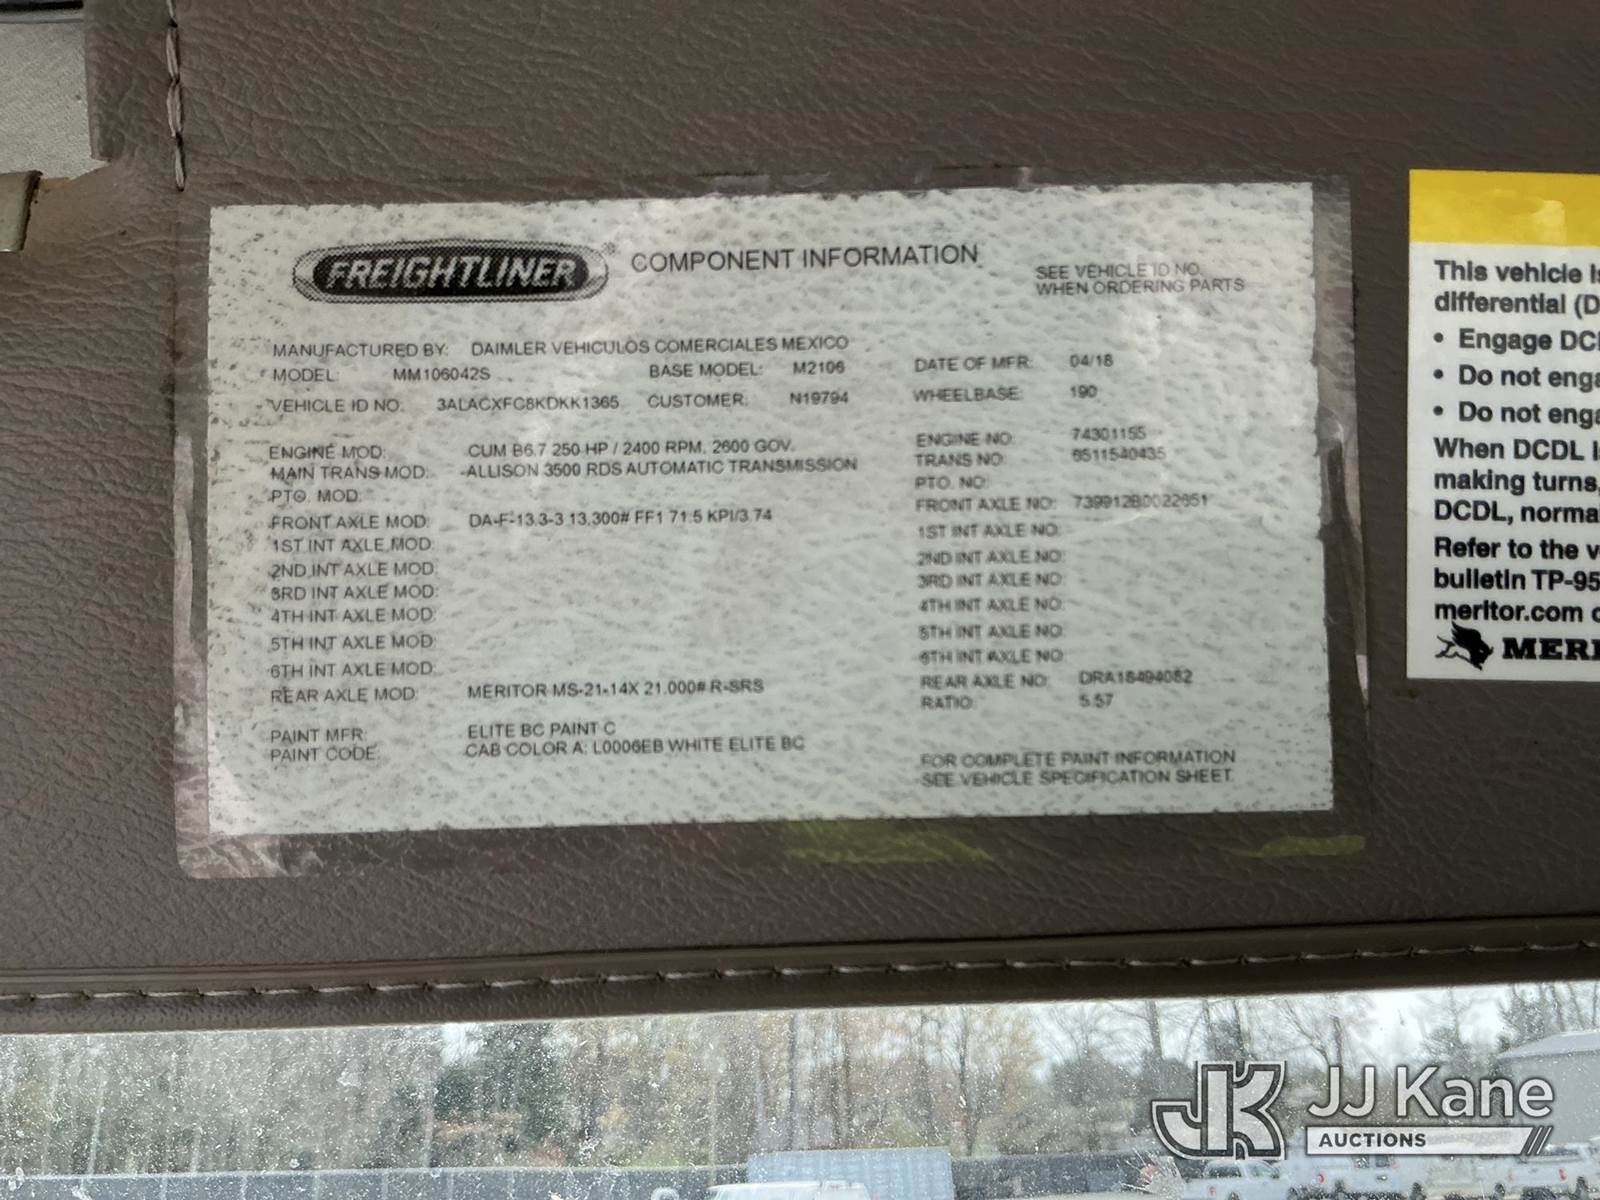 FREIGHTLINER® COMPONENT INFORMATION
SEE VEHICLE ID NO.
WHEN ORDERING PARTS
MANUFACTURED BY: DAIMLER VEHICULOS COMERCIALES MEXICO
MODEL: MM106042S BASE MODEL: M2106 DATE OF MFR: 04/18
VEHICLE ID NO. 3ALACXFC8KDKK1365 CUSTOMER: N19794 WHEELBASE: 190
ENGINE MOD: CUM B6.7 250 HP / 2400 RPM. 2600 GOV. ENGINE NO: 74301155
MAIN TRANS MOD: ALLISON 3500 RDS AUTOMATIC TRANSMISSION TRANS NO: 6511540435
PTO. MOD: PTO. NO:
FRONT AXLE MOD: DA-F-13.3-3 13,300# FF1 71.5 KPI/3.74 FRONT AXLE NO: 739912B0022651
1ST INT AXLE MOD: 1ST INT AXLE NO:
2ND INT AXLE MOD: 2ND INT AXLE NO:
3RD INT AXLE MOD: 3RD INT AXLE NO:
4TH INT AXLE MOD: 4TH INT AXLE NO:
5TH INT AXLE MOD: 5TH INT AXLE NO:
6TH INT AXLE MOD: 6TH INT AXLE NO:
REAR AXLE MOD: MERITOR MS-21-14X 21,000# R-SRS REAR AXLE NO: DRA18494082
RATIO: 5.57
PAINT MFR: ELITE BC PAINT C
PAINT CODE: CAB COLOR A: L0006EB WHITE ELITE BC
FOR COMPLETE PAINT INFORMATION
SEE VEHICLE SPECIFICATION SHEET.
This vehicle
differential
• Engage
• Do not
• Do not
When DCDL
making turns,
DCDL,
Refer to the
bulletin
meritor.com
JK JJ Kane
AUCTIONS